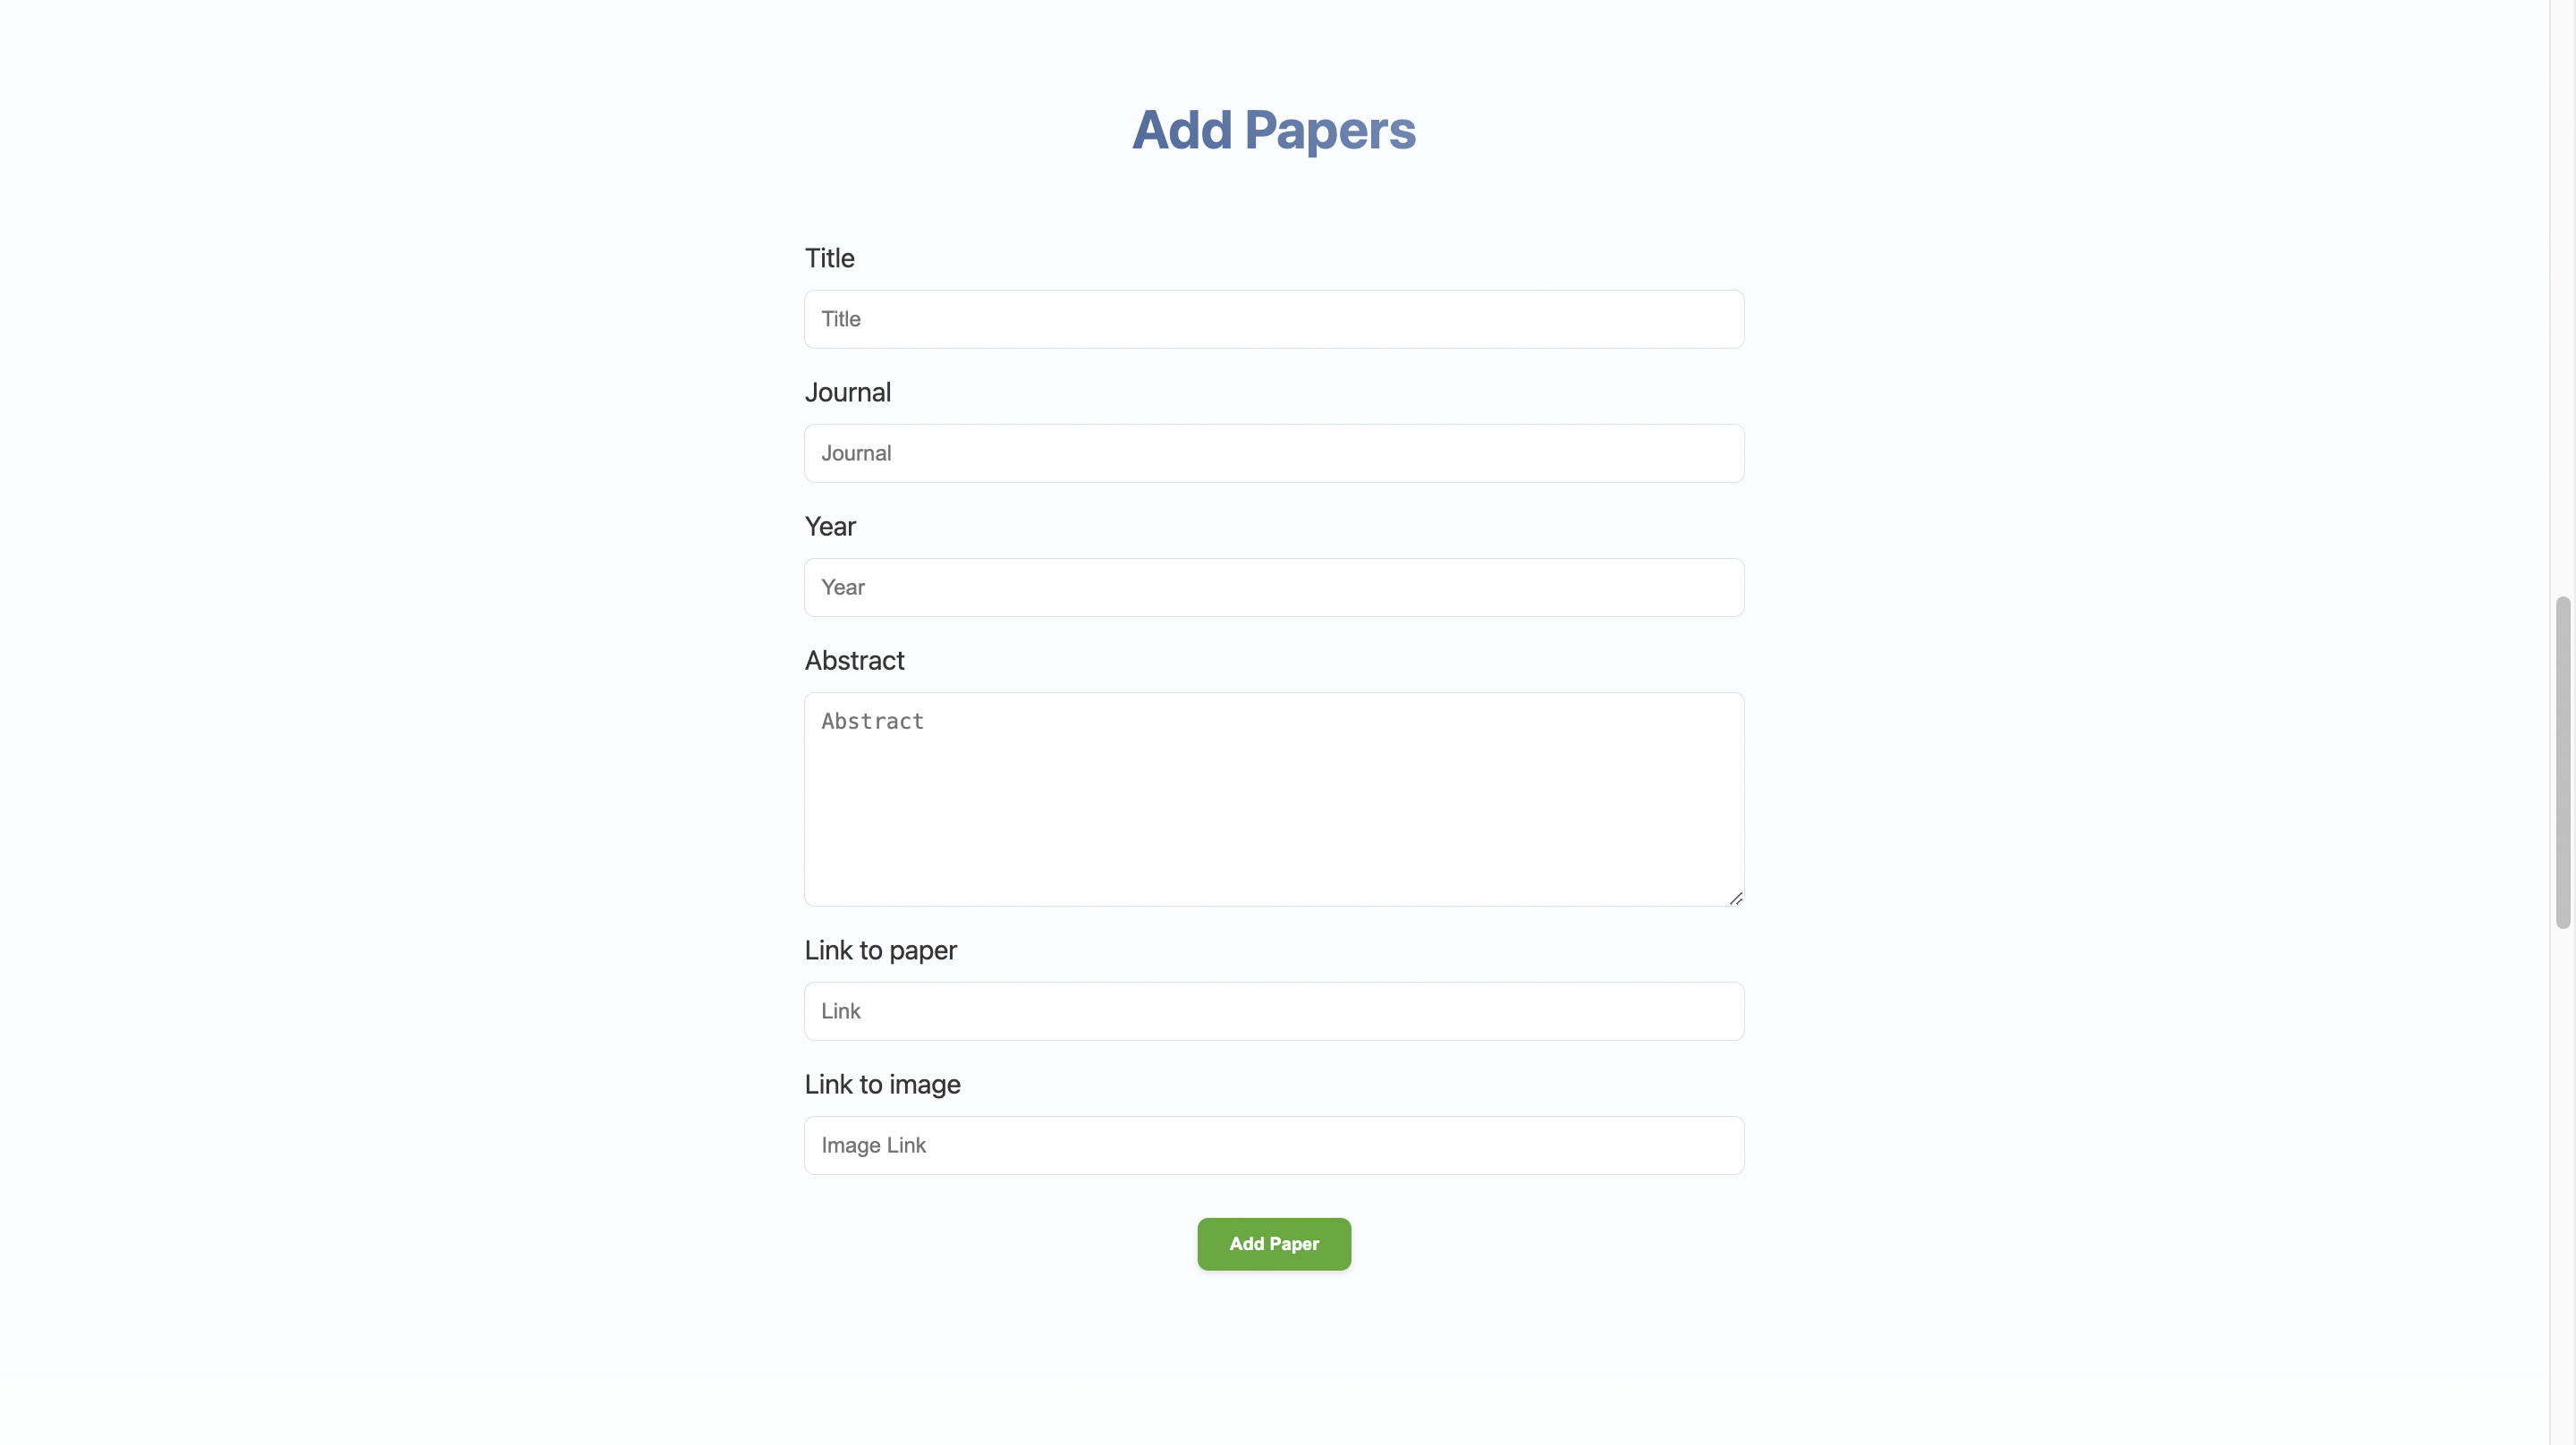 Add Papers
Title
Title
Journal
Journal
Year
Year
Abstract
Abstract
Link to paper
Link
Link to image
Image Link
Add Paper